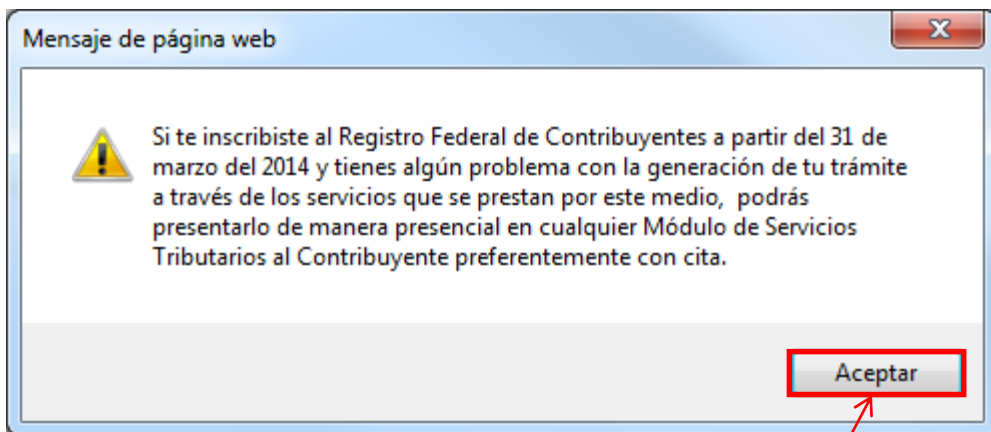 Mensaje de página web
Si te inscribiste al Registro Federal de Contribuyentes a partir del 31 de
marzo del 2014 y tienes algún problema con la generación de tu trámite
a través de los servicios que se prestan por este medio, podrás
presentarlo de manera presencial en cualquier Módulo de Servicios
Tributarios al Contribuyente preferentemente con cita.
Aceptar